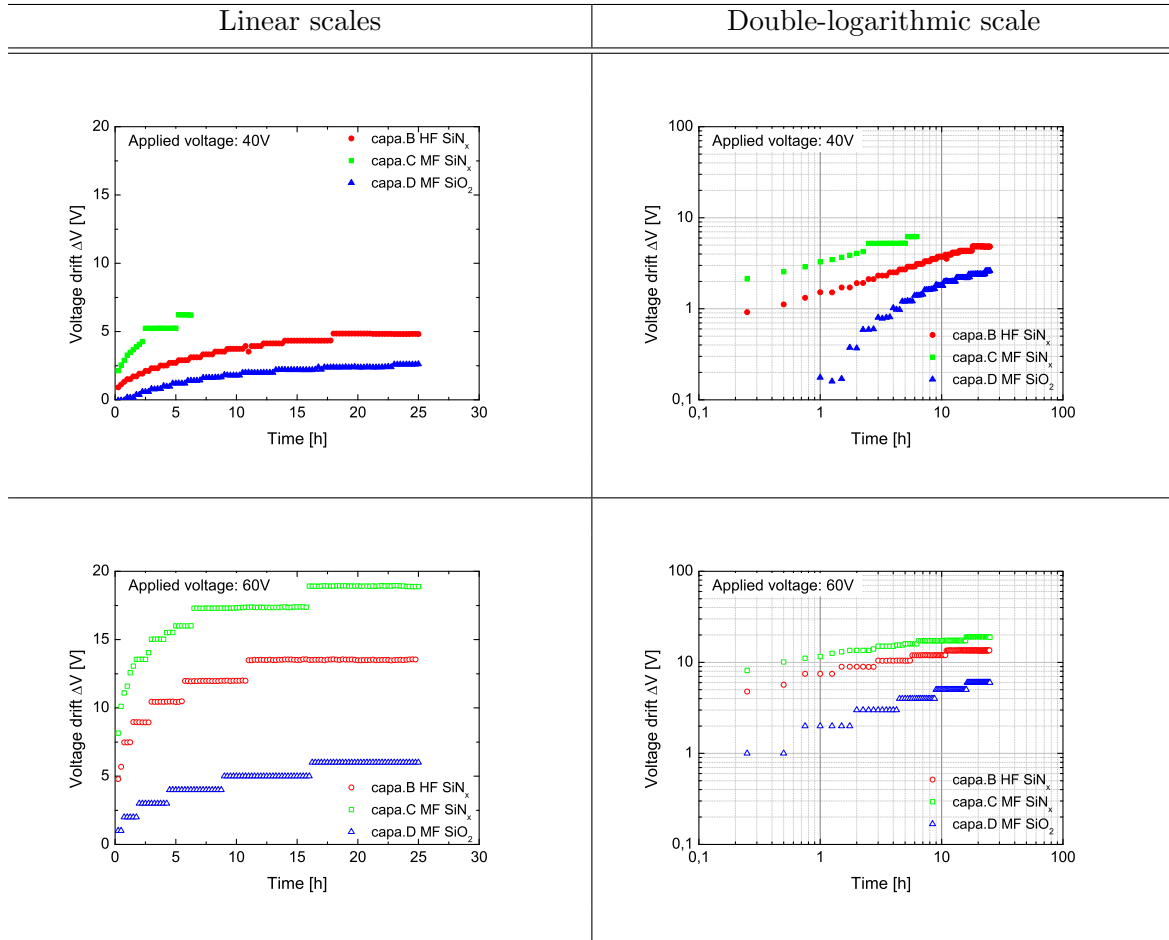 Linear scales
Double-logarithmic scale
Applied voltage: 40V
capa.B HF SiNx
capa.C MF SiNx
capa.D MF SiO2
Voltage drift ΔV [V]
20
15
10
5
0
0 5 10 15 20 25 30
Time [h]
Applied voltage: 40V
Voltage drift ΔV [V]
100
10
1
0,1
capa.B HF SiNx
capa.C MF SiNx
capa.D MF SiO2
0,1 1 10 100
Time [h]
Applied voltage: 60V
Voltage drift ΔV [V]
20
15
10
5
0
capa.B HF SiNx
capa.C MF SiNx
capa.D MF SiO2
0 5 10 15 20 25 30
Time [h]
Applied voltage: 60V
Voltage drift ΔV [V]
100
10
1
0,1
capa.B HF SiNx
capa.C MF SiNx
capa.D MF SiO2
0,1 1 10 100
Time [h]